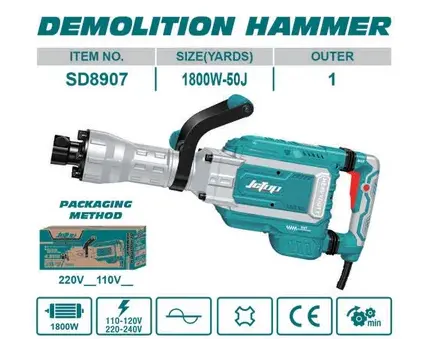 DEMOLITION HAMMER
ITEM NO. SIZE(YARDS) OUTER
SD8907 1800W-50J 1
Jctop
PACKAGING
METHOD
220V__110V__
1800W
110-120V
220-240V
CE
min